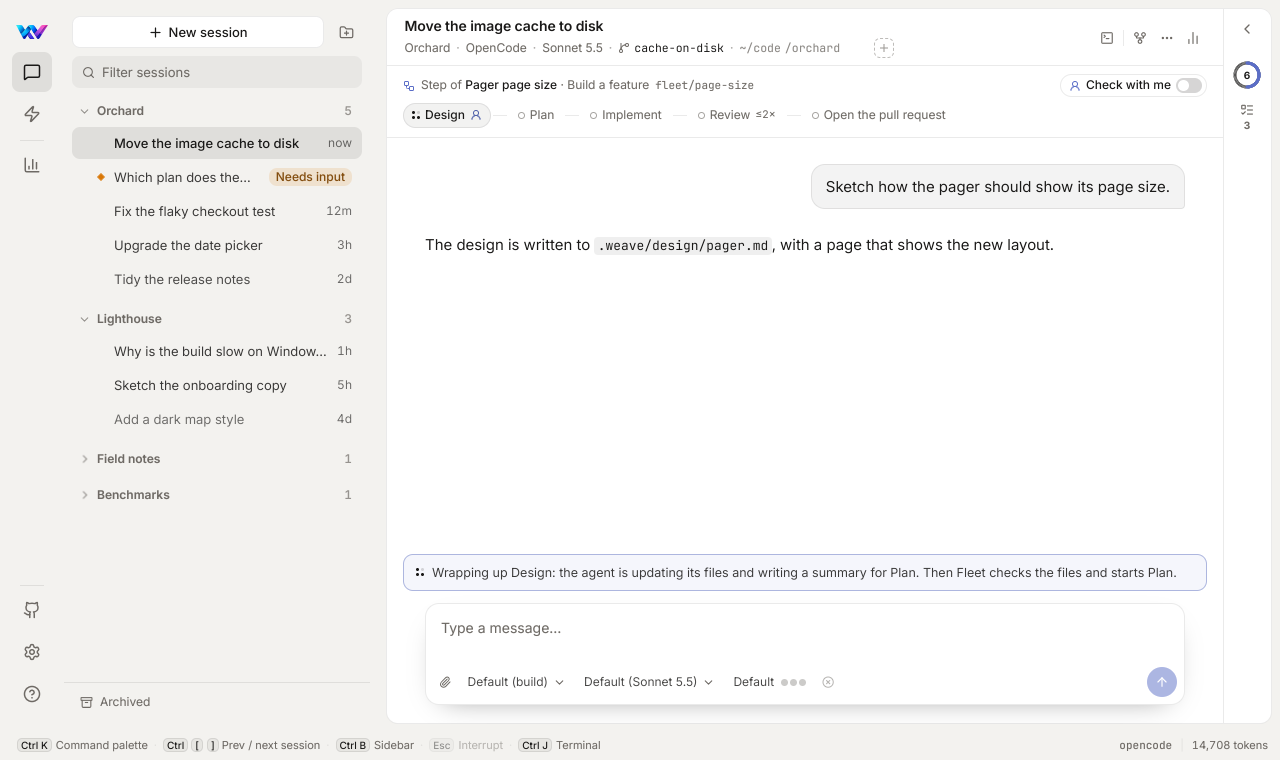 New session
Filter sessions
Orchard 5
Move the image cache to disk now
Which plan does the... Needs input
Fix the flaky checkout test 12m
Upgrade the date picker 3h
Tidy the release notes 2d
Lighthouse 3
Why is the build slow on Window... 1h
Sketch the onboarding copy 5h
Add a dark map style 4d
Field notes 1
Benchmarks 1
Archived
Move the image cache to disk
Orchard · OpenCode · Sonnet 5.5 · cache-on-disk · ~/code /orchard
Step of Pager page size · Build a feature fleet/page-size
Check with me
Design Plan Implement Review ≤2× Open the pull request
Sketch how the pager should show its page size.
The design is written to .weave/design/pager.md, with a page that shows the new layout.
Wrapping up Design: the agent is updating its files and writing a summary for Plan. Then Fleet checks the files and starts Plan.
Type a message...
Default (build) Default (Sonnet 5.5) Default
6
3
Ctrl K Command palette · Ctrl [ ] Prev / next session · Ctrl B Sidebar · Esc Interrupt · Ctrl J Terminal
opencode 14,708 tokens